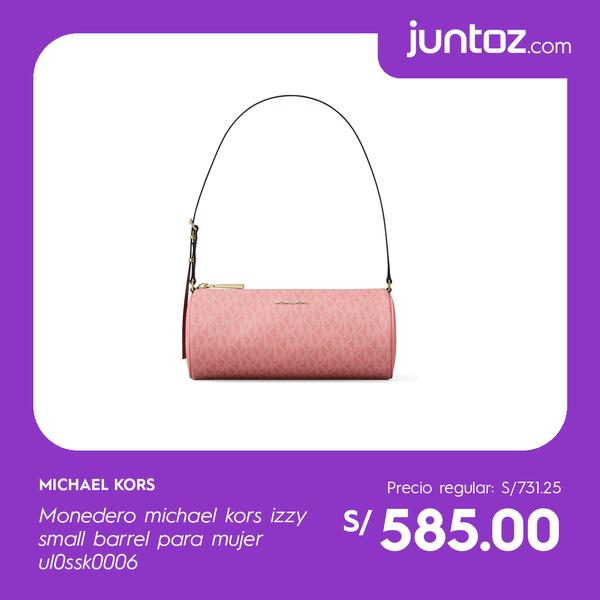 juntoz.com
MICHAEL KORS
Monedero michael kors izzy
small barrel para mujer
ul0ssk0006
Precio regular: S/731.25
S/ 585.00